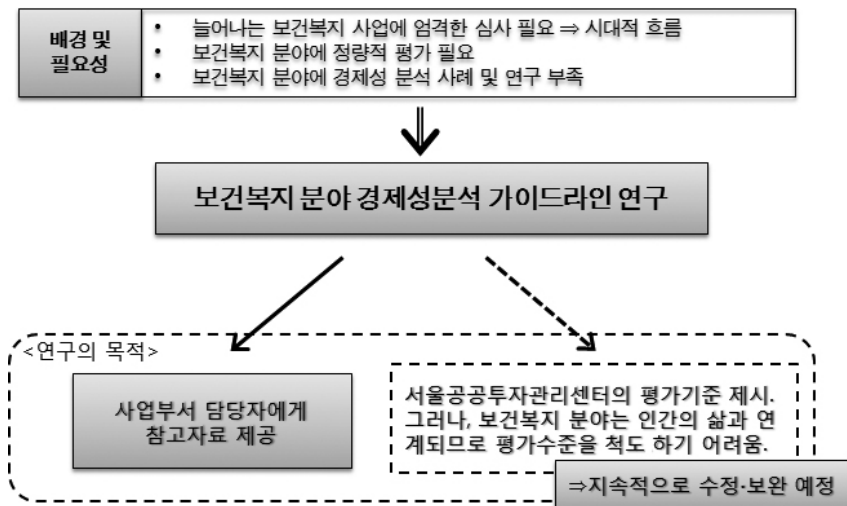 배경 및
필요성
• 늘어나는 보건복지 사업에 엄격한 심사 필요 ⇒ 시대적 흐름
• 보건복지 분야에 정량적 평가 필요
• 보건복지 분야에 경제성 분석 사례 및 연구 부족
보건복지 분야 경제성분석 가이드라인 연구
<연구의 목적>
사업부서 담당자에게
참고자료 제공
서울공공투자관리센터의 평가기준 제시.
그러나, 보건복지 분야는 인간의 삶과 연
계되므로 평가수준을 척도 하기 어려움.
⇒지속적으로 수정·보완 예정